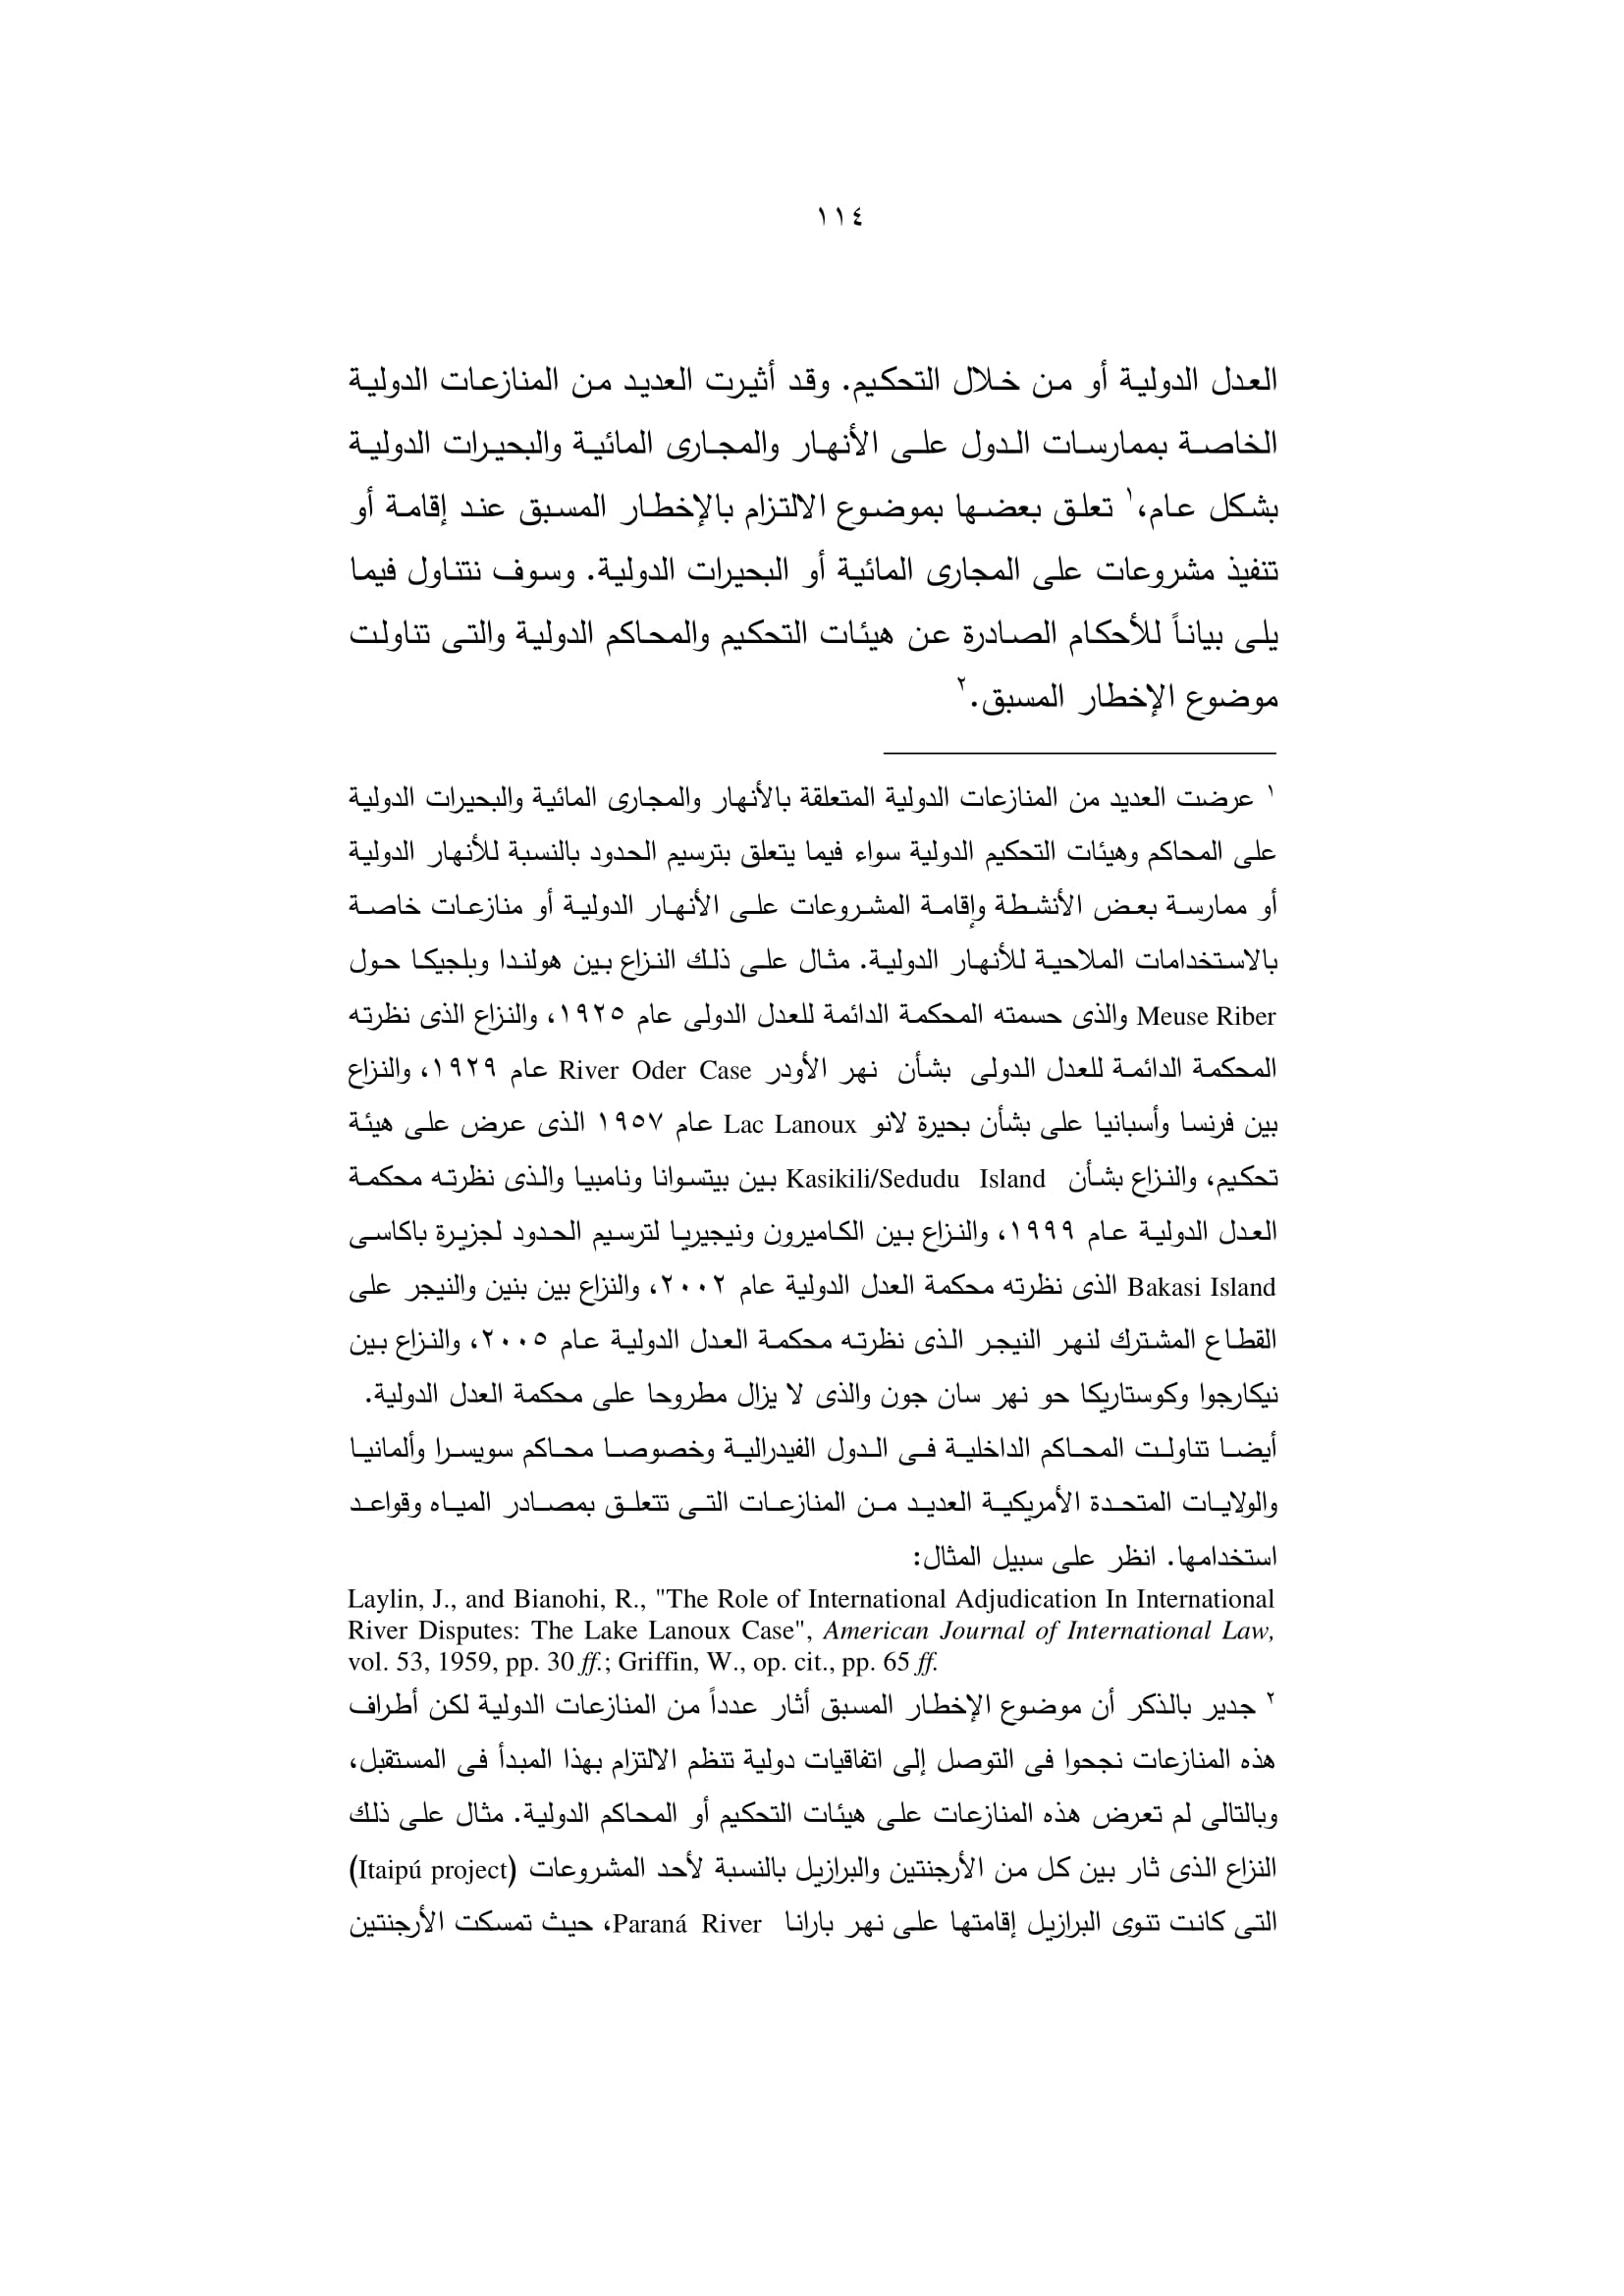 ١١٤
العدل الدولية أو من خلال التحكيم. وقد أثيرت العديد من المنازعات الدولية
الخاصة بممارسات الدول على الأنهار والمجارى المائية والبحيرات الدولية
بشكل عام،١ تعلق بعضها بموضوع الالتزام بالإخطار المسبق عند إقامة أو
تنفيذ مشروعات على المجارى المائية أو البحيرات الدولية. وسوف نتناول فيما
يلى بياناً للأحكام الصادرة عن هيئات التحكيم والمحاكم الدولية والتى تناولت
موضوع الإخطار المسبق.٢
١ عرضت العديد من المنازعات الدولية المتعلقة بالأنهار والمجارى المائية والبحيرات الدولية
على المحاكم وهيئات التحكيم الدولية سواء فيما يتعلق بترسيم الحدود بالنسبة للأنهار الدولية
أو ممارسة بعض الأنشطة وإقامة المشروعات على الأنهار الدولية أو منازعات خاصة
بالاستخدامات الملاحية للأنهار الدولية. مثال على ذلك النزاع بين هولندا وبلجيكا حول
Meuse Riber والذى حسمته المحكمة الدائمة للعدل الدولى عام ١٩٢٥، والنزاع الذى نظرته
المحكمة الدائمة للعدل الدولى بشأن نهر الأودر River Oder Case عام ١٩٢٩، والنزاع
بين فرنسا وأسبانيا على بشأن بحيرة لانو Lac Lanoux عام ١٩٥٧ الذى عرض على هيئة
تحكيم، والنزاع بشأن Kasikili/Sedudu Island بين بيتسوانا ونامبيا والذى نظرته محكمة
العدل الدولية عام ١٩٩٩، والنزاع بين الكاميرون ونيجيريا لترسيم الحدود لجزيرة باكاسى
Bakasi Island الذى نظرته محكمة العدل الدولية عام ٢٠٠٢، والنزاع بين بنين والنيجر على
القطاع المشترك لنهر النيجر الذى نظرته محكمة العدل الدولية عام ٢٠٠٥، والنزاع بين
نيكارجوا وكوستاريكا حو نهر سان جون والذى لا يزال مطروحا على محكمة العدل الدولية.
أيضا تناولت المحاكم الداخلية فى الدول الفيدرالية وخصوصا محاكم سويسرا وألمانيا
والولايات المتحدة الأمريكية العديد من المنازعات التى تتعلق بمصادر المياه وقواعد
استخدامها. انظر على سبيل المثال:
Laylin, J., and Bianohi, R., "The Role of International Adjudication In International
River Disputes: The Lake Lanoux Case", American Journal of International Law,
vol. 53, 1959, pp. 30 ff.; Griffin, W., op. cit., pp. 65 ff.
٢ جدير بالذكر أن موضوع الإخطار المسبق أثار عدداً من المنازعات الدولية لكن أطراف
هذه المنازعات نجحوا فى التوصل إلى اتفاقيات دولية تنظم الالتزام بهذا المبدأ فى المستقبل،
وبالتالى لم تعرض هذه المنازعات على هيئات التحكيم أو المحاكم الدولية. مثال على ذلك
النزاع الذى ثار بين كل من الأرجنتين والبرازيل بالنسبة لأحد المشروعات (Itaipú project)
التى كانت تنوى البرازيل إقامتها على نهر بارانا Paraná River، حيث تمسكت الأرجنتين